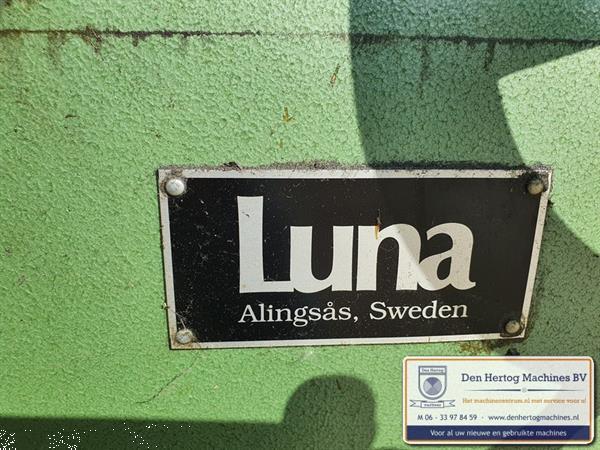 Luna
Alingsås, Sweden
Den Hertog Machines BV
Het machinecentrum.nl met service voor u!
M 06 - 33 97 84 59 · www.denhertogmachines.nl
Voor al uw nieuwe en gebruikte machines